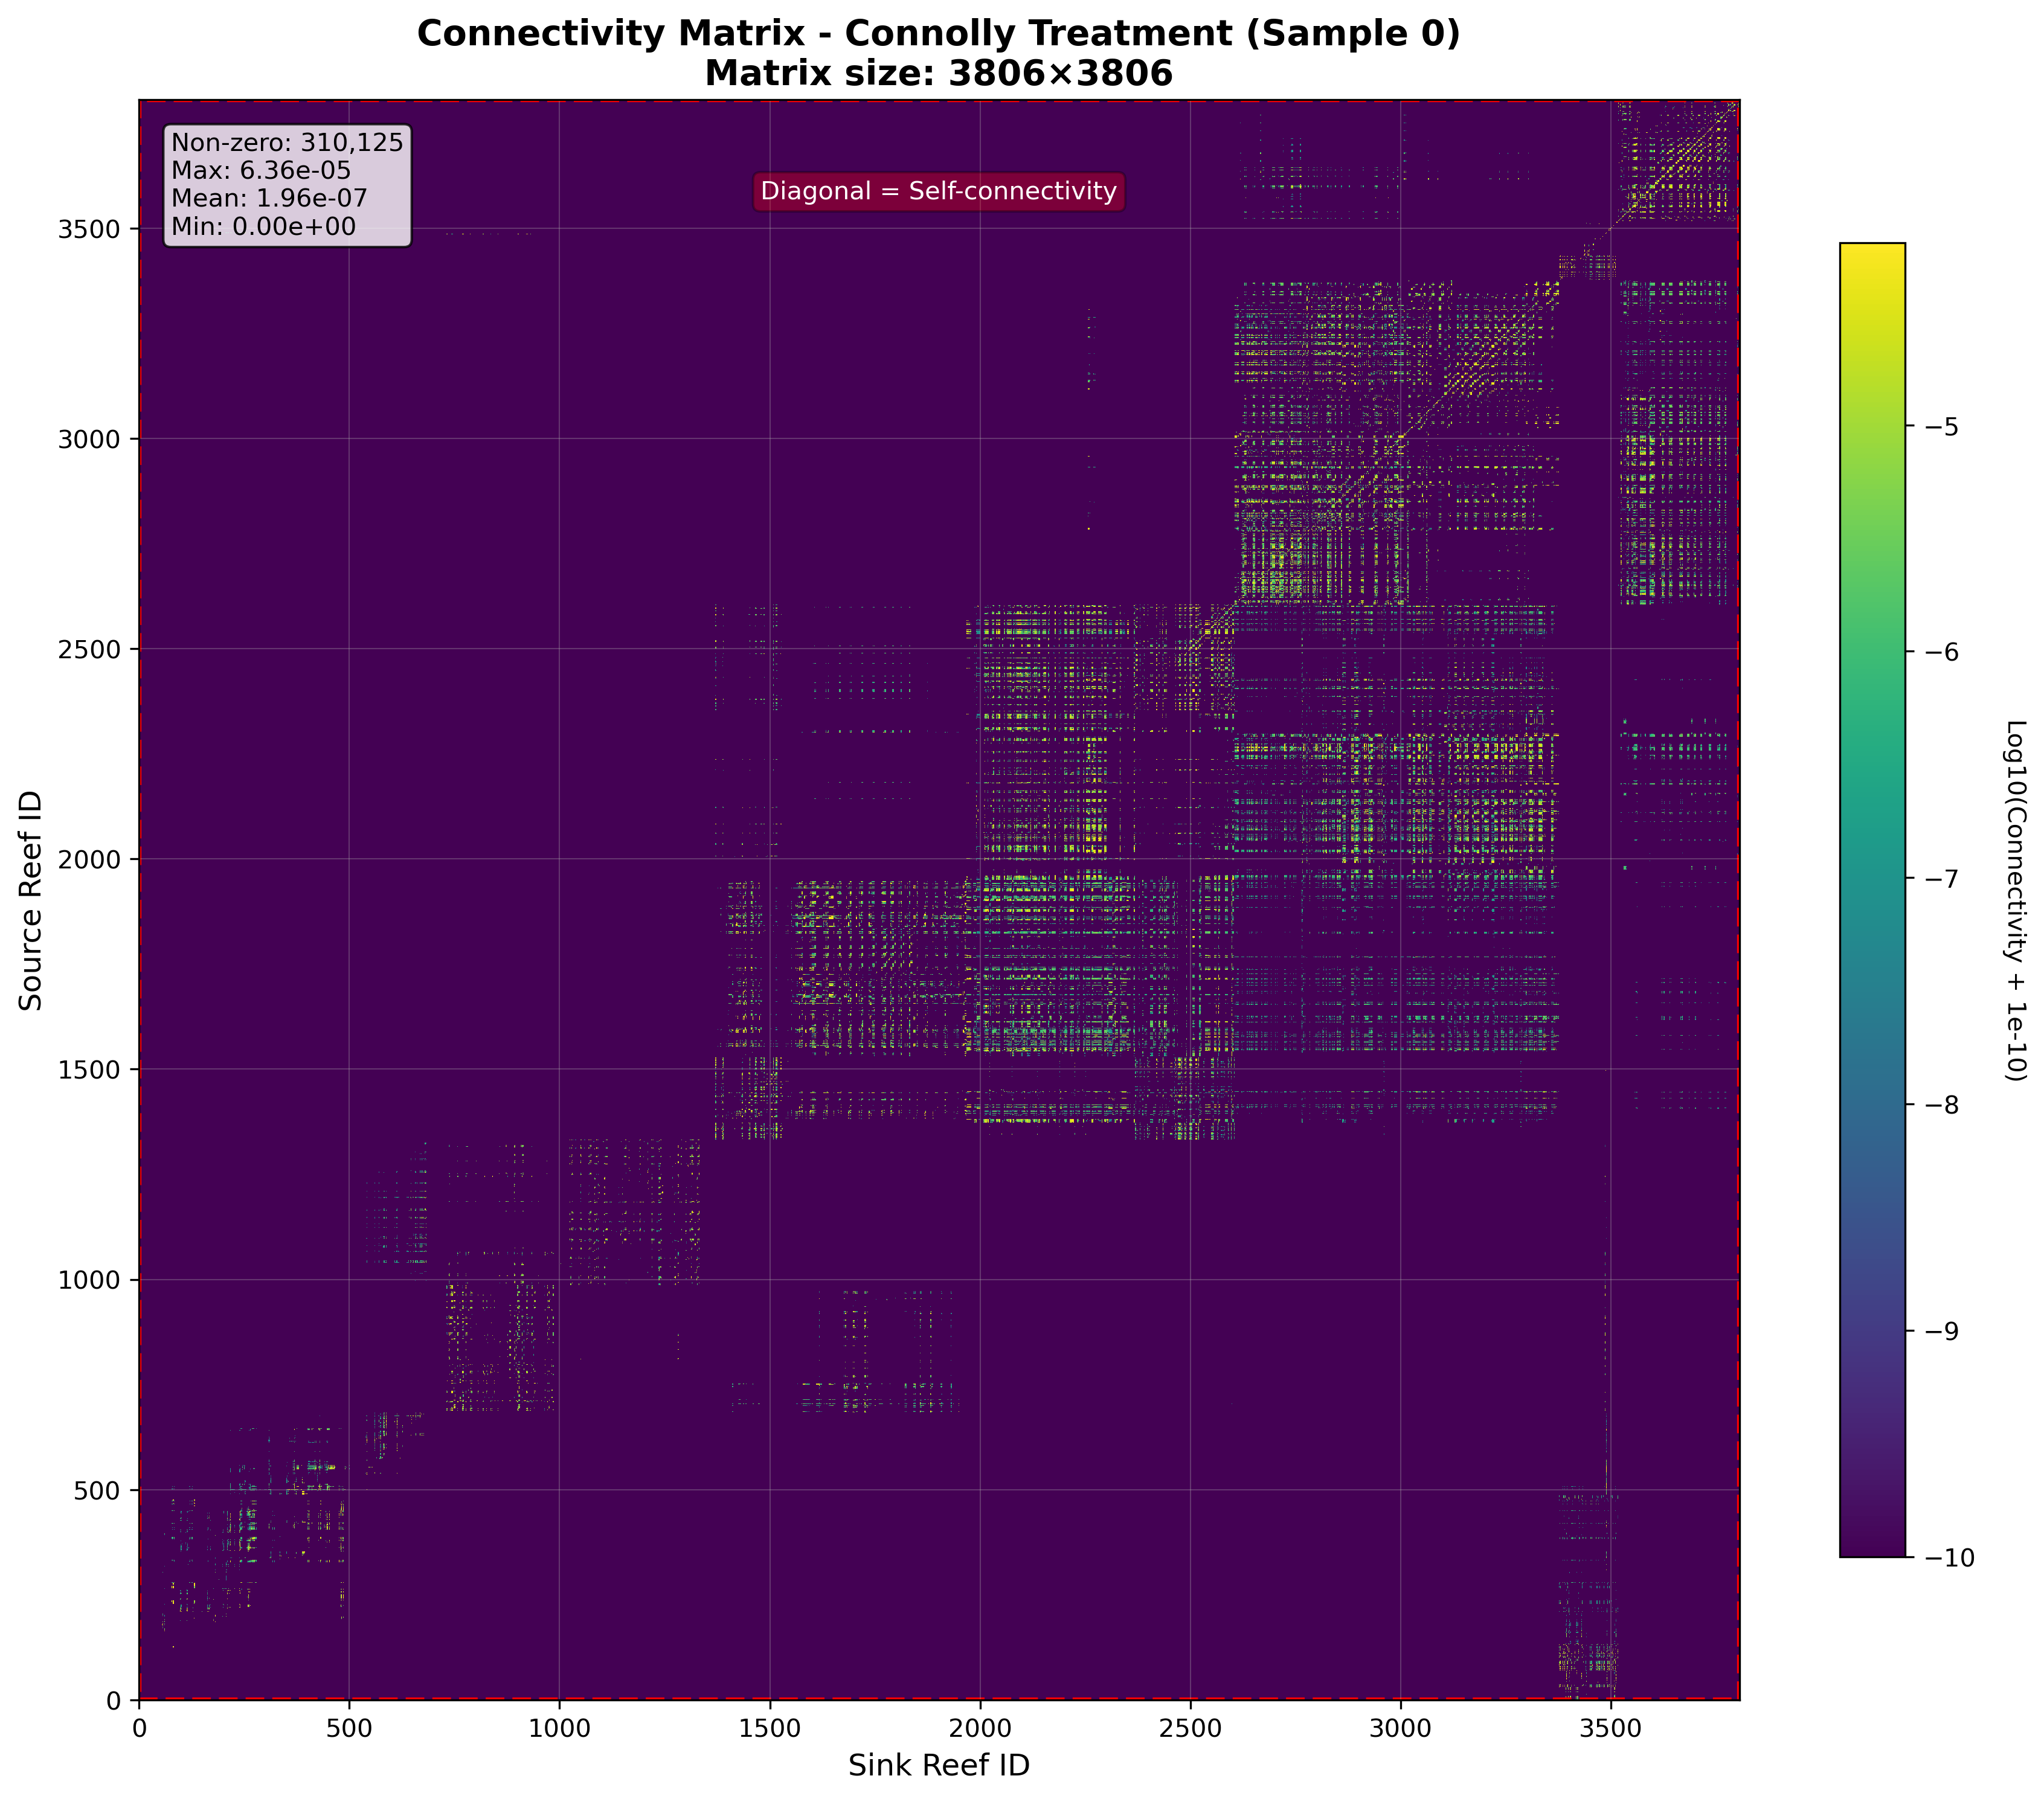 Connectivity Matrix - Connolly Treatment (Sample 0)
Matrix size: 3806×3806
Non-zero: 310,125
Max: 6.36e-05
Mean: 1.96e-07
Min: 0.00e+00
Diagonal = Self-connectivity
Source Reef ID
3500
3000
2500
2000
1500
1000
500
0
0 500 1000 1500 2000 2500 3000 3500
Sink Reef ID
−5
−6
−7
−8
−9
−10
Log10(Connectivity + 1e-10)